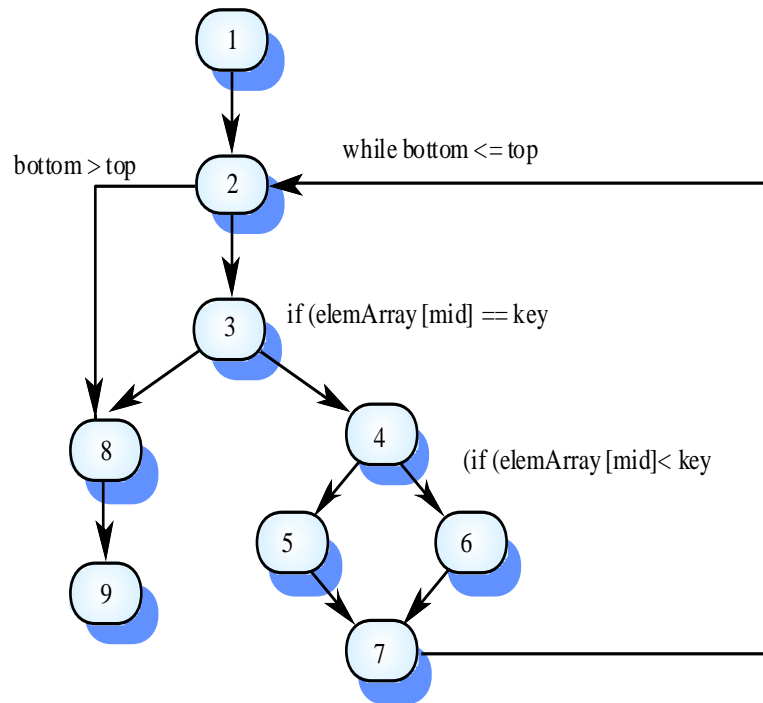 1
while bottom <= top
bottom > top
2
3
if (elemArray [mid] == key
4
8
(if (elemArray [mid]< key
5
6
9
7